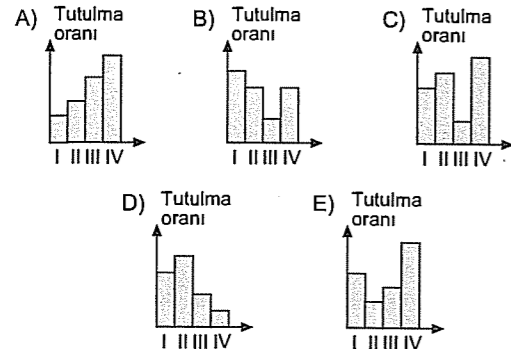 A) Tutulma oranı
I II III IV
B) Tutulma oranı
I II III IV
C) Tutulma oranı
I II III IV
D) Tutulma oranı
I II III IV
E) Tutulma oranı
I II III IV